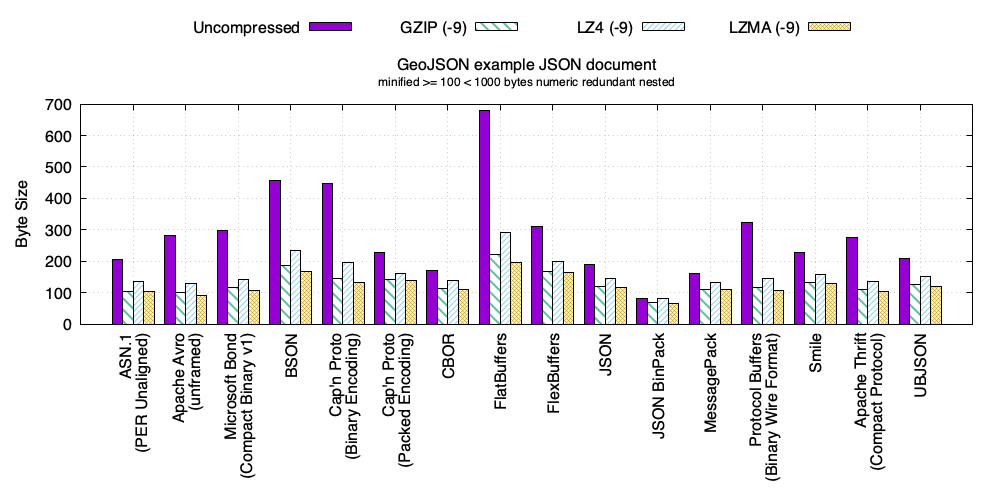 Uncompressed GZIP (-9) LZ4 (-9) LZMA (-9)
GeoJSON example JSON document
minified >= 100 < 1000 bytes numeric redundant nested
Byte Size
700
600
500
400
300
200
100
0
ASN.1
(PER Unaligned)
Apache Avro
(unframed)
Microsoft Bond
(Compact Binary v1)
BSON
Cap'n Proto
(Binary Encoding)
Cap'n Proto
(Packed Encoding)
CBOR
FlatBuffers
FlexBuffers
JSON
JSON BinPack
MessagePack
Protocol Buffers
(Binary Wire Format)
Smile
Apache Thrift
(Compact Protocol)
UBJSON